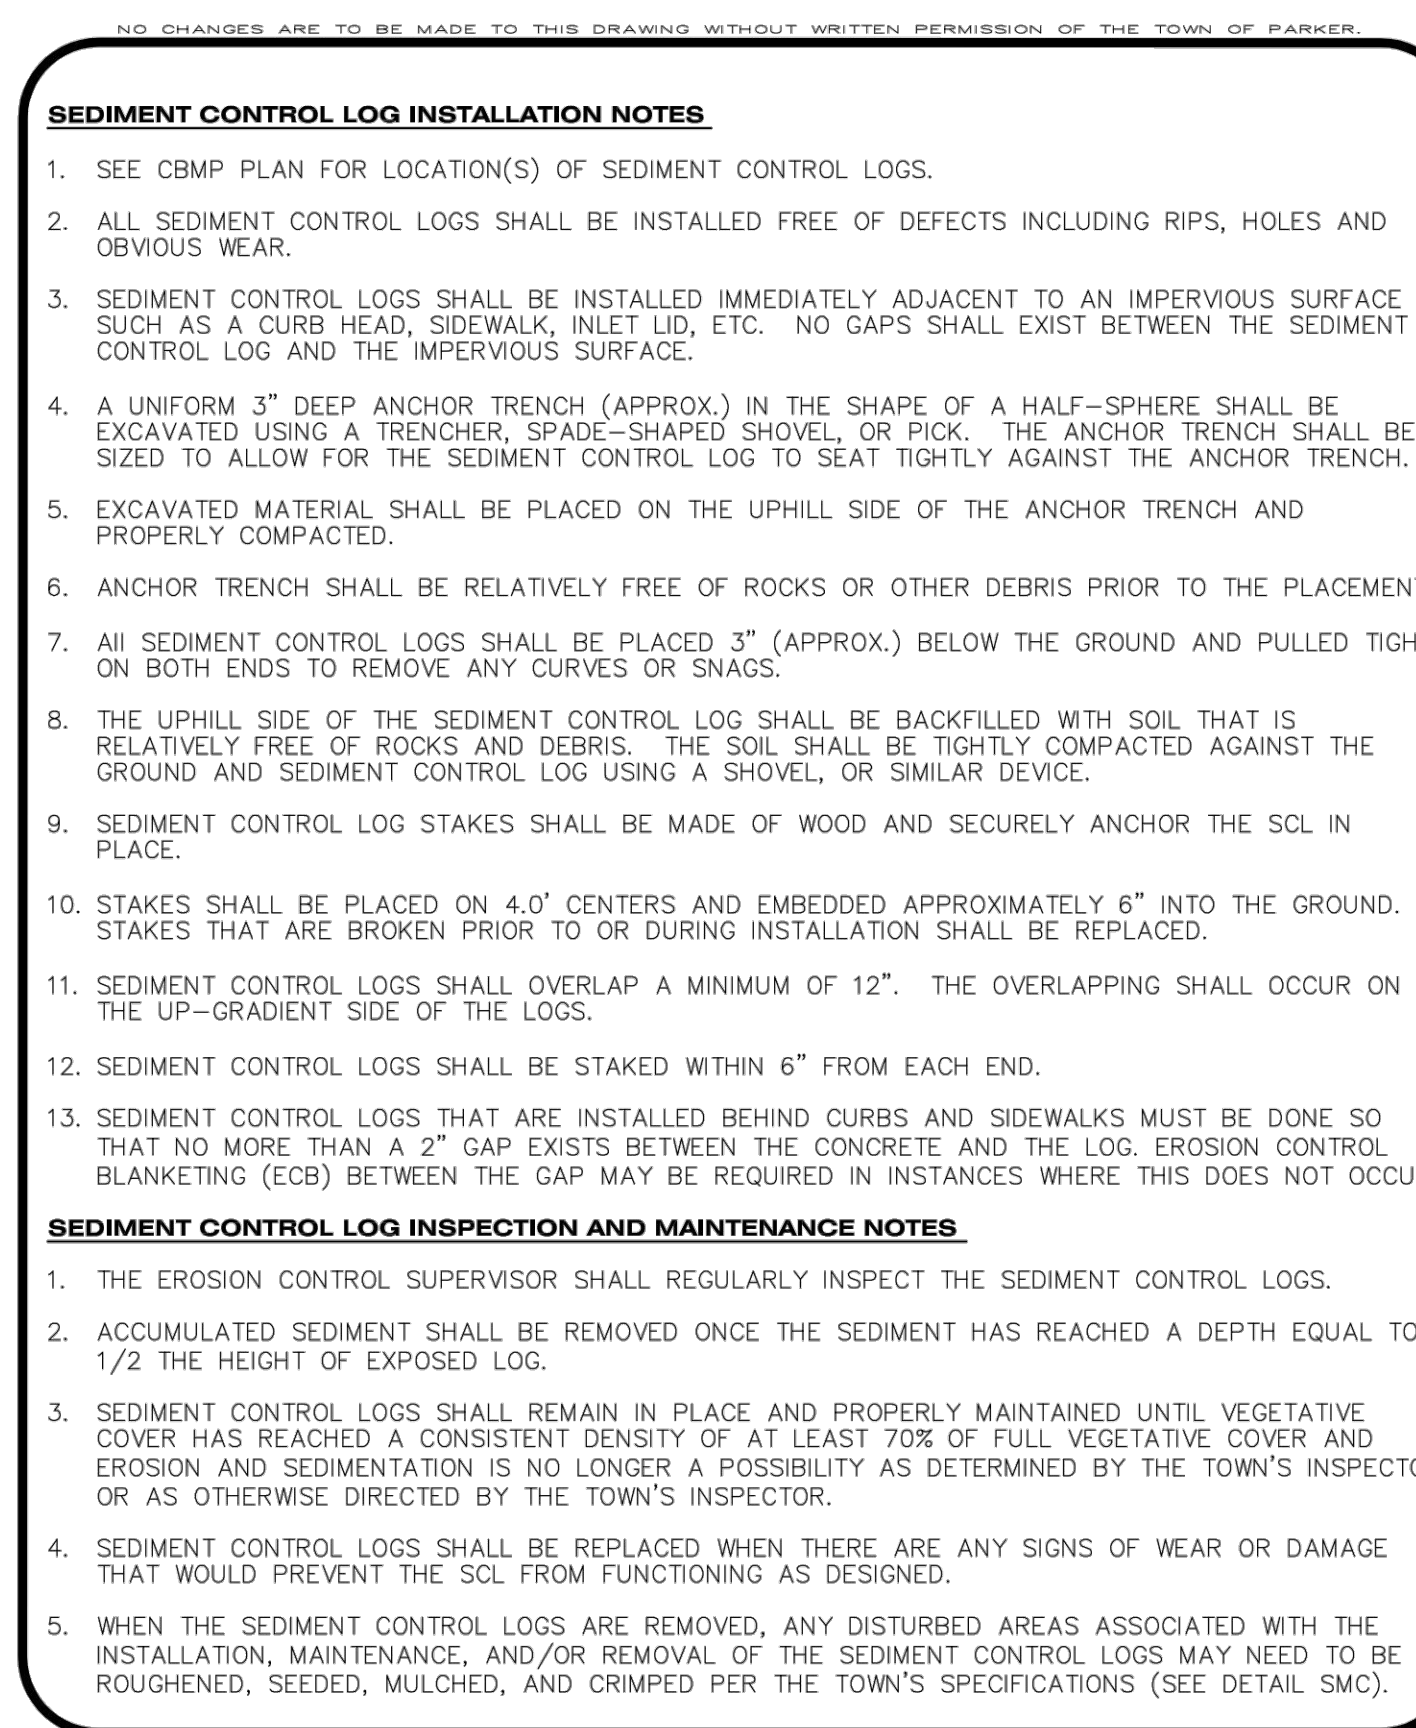 NO CHANGES ARE TO BE MADE TO THIS DRAWING WITHOUT WRITTEN PERMISSION OF THE TOWN OF PARKER.
SEDIMENT CONTROL LOG INSTALLATION NOTES
1. SEE CBMP PLAN FOR LOCATION(S) OF SEDIMENT CONTROL LOGS.
2. ALL SEDIMENT CONTROL LOGS SHALL BE INSTALLED FREE OF DEFECTS INCLUDING RIPS, HOLES AND
OBVIOUS WEAR.
3. SEDIMENT CONTROL LOGS SHALL BE INSTALLED IMMEDIATELY ADJACENT TO AN IMPERVIOUS SURFACE
SUCH AS A CURB HEAD, SIDEWALK, INLET LID, ETC. NO GAPS SHALL EXIST BETWEEN THE SEDIMENT
CONTROL LOG AND THE IMPERVIOUS SURFACE.
4. A UNIFORM 3" DEEP ANCHOR TRENCH (APPROX.) IN THE SHAPE OF A HALF-SPHERE SHALL BE
EXCAVATED USING A TRENCHER, SPADE-SHAPED SHOVEL, OR PICK. THE ANCHOR TRENCH SHALL BE
SIZED TO ALLOW FOR THE SEDIMENT CONTROL LOG TO SEAT TIGHTLY AGAINST THE ANCHOR TRENCH.
5. EXCAVATED MATERIAL SHALL BE PLACED ON THE UPHILL SIDE OF THE ANCHOR TRENCH AND
PROPERLY COMPACTED.
6. ANCHOR TRENCH SHALL BE RELATIVELY FREE OF ROCKS OR OTHER DEBRIS PRIOR TO THE PLACEMEN
7. All SEDIMENT CONTROL LOGS SHALL BE PLACED 3" (APPROX.) BELOW THE GROUND AND PULLED TIGH
ON BOTH ENDS TO REMOVE ANY CURVES OR SNAGS.
8. THE UPHILL SIDE OF THE SEDIMENT CONTROL LOG SHALL BE BACKFILLED WITH SOIL THAT IS
RELATIVELY FREE OF ROCKS AND DEBRIS. THE SOIL SHALL BE TIGHTLY COMPACTED AGAINST THE
GROUND AND SEDIMENT CONTROL LOG USING A SHOVEL, OR SIMILAR DEVICE.
9. SEDIMENT CONTROL LOG STAKES SHALL BE MADE OF WOOD AND SECURELY ANCHOR THE SCL IN
PLACE.
10. STAKES SHALL BE PLACED ON 4.0' CENTERS AND EMBEDDED APPROXIMATELY 6" INTO THE GROUND.
STAKES THAT ARE BROKEN PRIOR TO OR DURING INSTALLATION SHALL BE REPLACED.
11. SEDIMENT CONTROL LOGS SHALL OVERLAP A MINIMUM OF 12". THE OVERLAPPING SHALL OCCUR ON
THE UP-GRADIENT SIDE OF THE LOGS.
12. SEDIMENT CONTROL LOGS SHALL BE STAKED WITHIN 6" FROM EACH END.
13. SEDIMENT CONTROL LOGS THAT ARE INSTALLED BEHIND CURBS AND SIDEWALKS MUST BE DONE SO
THAT NO MORE THAN A 2" GAP EXISTS BETWEEN THE CONCRETE AND THE LOG. EROSION CONTROL
BLANKETING (ECB) BETWEEN THE GAP MAY BE REQUIRED IN INSTANCES WHERE THIS DOES NOT OCCU
SEDIMENT CONTROL LOG INSPECTION AND MAINTENANCE NOTES
1. THE EROSION CONTROL SUPERVISOR SHALL REGULARLY INSPECT THE SEDIMENT CONTROL LOGS.
2. ACCUMULATED SEDIMENT SHALL BE REMOVED ONCE THE SEDIMENT HAS REACHED A DEPTH EQUAL TO
1/2 THE HEIGHT OF EXPOSED LOG.
3. SEDIMENT CONTROL LOGS SHALL REMAIN IN PLACE AND PROPERLY MAINTAINED UNTIL VEGETATIVE
COVER HAS REACHED A CONSISTENT DENSITY OF AT LEAST 70% OF FULL VEGETATIVE COVER AND
EROSION AND SEDIMENTATION IS NO LONGER A POSSIBILITY AS DETERMINED BY THE TOWN'S INSPECTO
OR AS OTHERWISE DIRECTED BY THE TOWN'S INSPECTOR.
4. SEDIMENT CONTROL LOGS SHALL BE REPLACED WHEN THERE ARE ANY SIGNS OF WEAR OR DAMAGE
THAT WOULD PREVENT THE SCL FROM FUNCTIONING AS DESIGNED.
5. WHEN THE SEDIMENT CONTROL LOGS ARE REMOVED, ANY DISTURBED AREAS ASSOCIATED WITH THE
INSTALLATION, MAINTENANCE, AND/OR REMOVAL OF THE SEDIMENT CONTROL LOGS MAY NEED TO BE
ROUGHENED, SEEDED, MULCHED, AND CRIMPED PER THE TOWN'S SPECIFICATIONS (SEE DETAIL SMC).